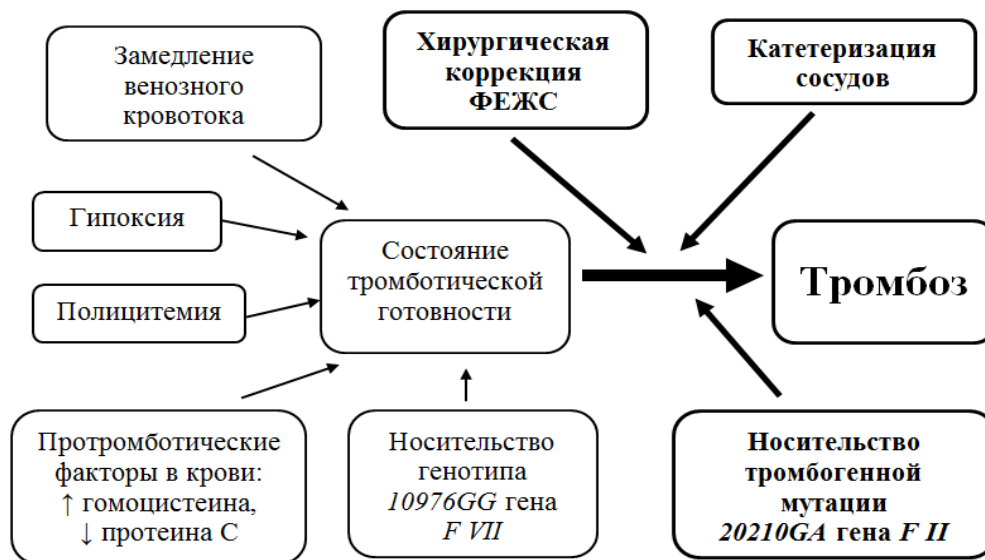 Замедление
венозного
кровотока
Хирургическая
коррекция
ФЕЖС
Катетеризация
сосудов
Гипоксия
Полицитемия
Состояние
тромботической
готовности
Тромбоз
Протромботические
факторы в крови:
↑ гомоцистеина,
↓ протеина С
Носительство
генотипа
10976GG гена
F VII
Носительство
тромбогенной
мутации
20210GA гена F II